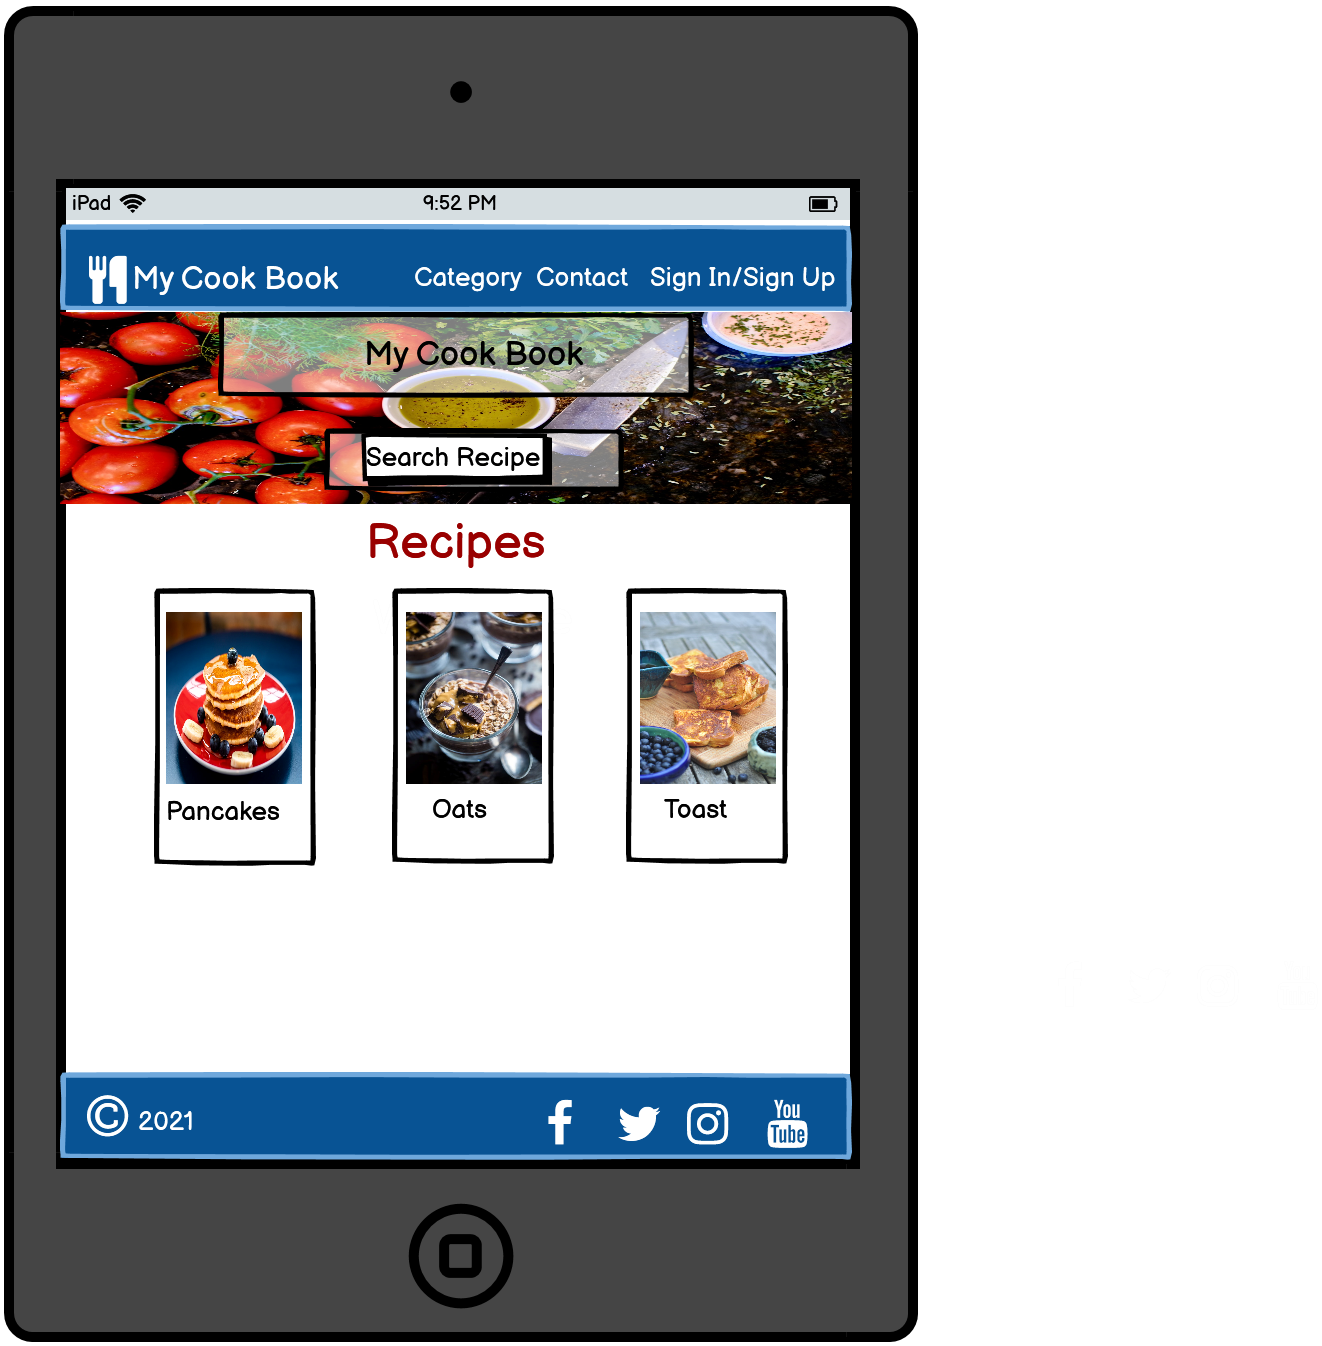 iPad 9:52 PM
My Cook Book Category Contact Sign In/Sign Up
My Cook Book
Search Recipe
Recipes
Pancakes Oats Toast
© 2021 You Tube